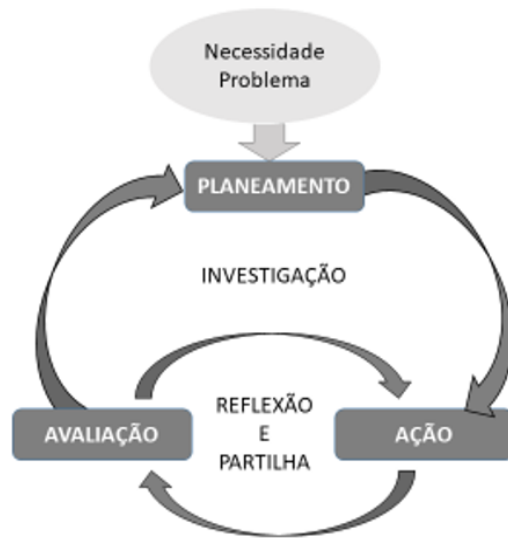 Necessidade
Problema
PLANEAMENTO
INVESTIGAÇÃO
REFLEXÃO
E
PARTILHA
AVALIAÇÃO
AÇÃO